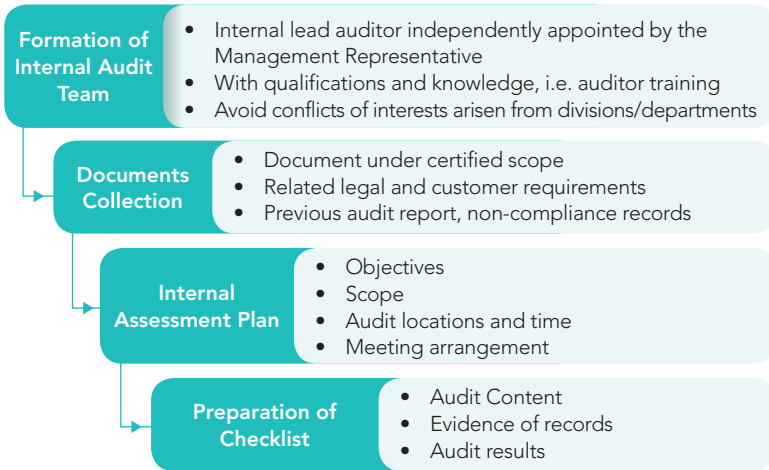 Formation of
Internal Audit
Team
• Internal lead auditor independently appointed by the
Management Representative
• With qualifications and knowledge, i.e. auditor training
• Avoid conflicts of interests arisen from divisions/departments
Documents
Collection
• Document under certified scope
• Related legal and customer requirements
• Previous audit report, non-compliance records
Internal
Assessment Plan
• Objectives
• Scope
• Audit locations and time
• Meeting arrangement
Preparation of
Checklist
• Audit Content
• Evidence of records
• Audit results